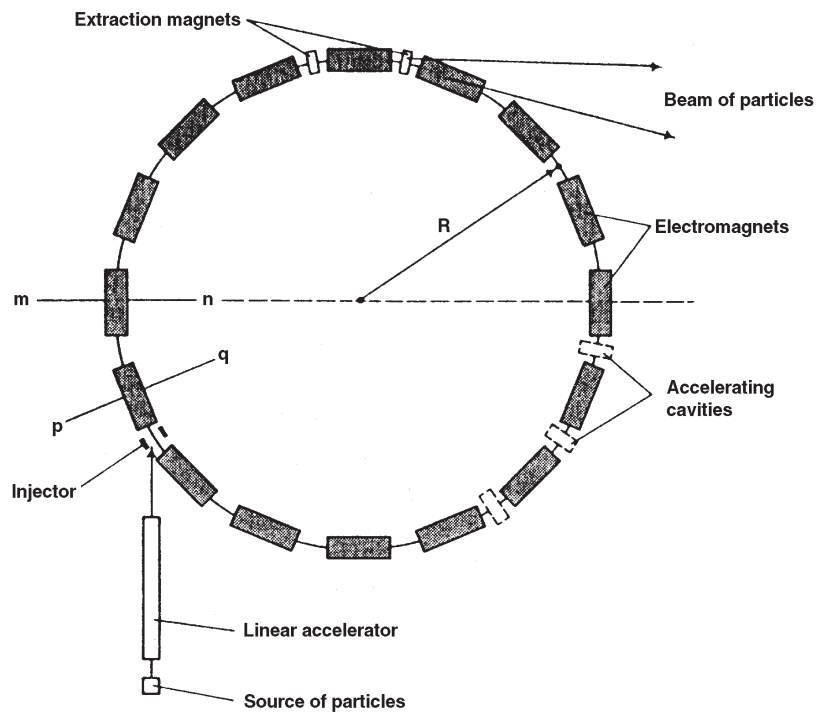 Extraction magnets
Beam of particles
R
Electromagnets
m
n
q
p
Accelerating
cavities
Injector
Linear accelerator
Source of particles